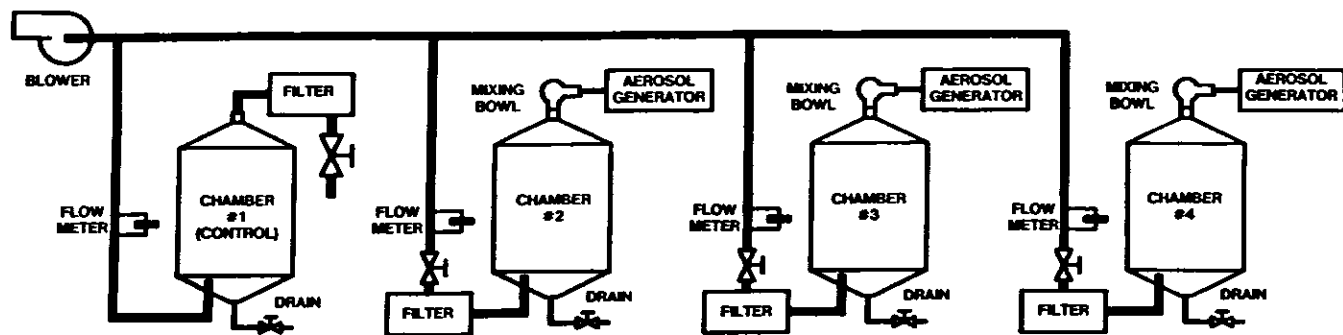 BLOWER
FILTER
MIXING
BOWL
AEROSOL
GENERATOR
MIXING
BOWL
AEROSOL
GENERATOR
MIXING
BOWL
AEROSOL
GENERATOR
FLOW
METER
CHAMBER
#1
(CONTROL)
FLOW
METER
CHAMBER
#2
FLOW
METER
CHAMBER
#3
FLOW
METER
CHAMBER
#4
DRAIN
FILTER
DRAIN
FILTER
DRAIN
FILTER
DRAIN